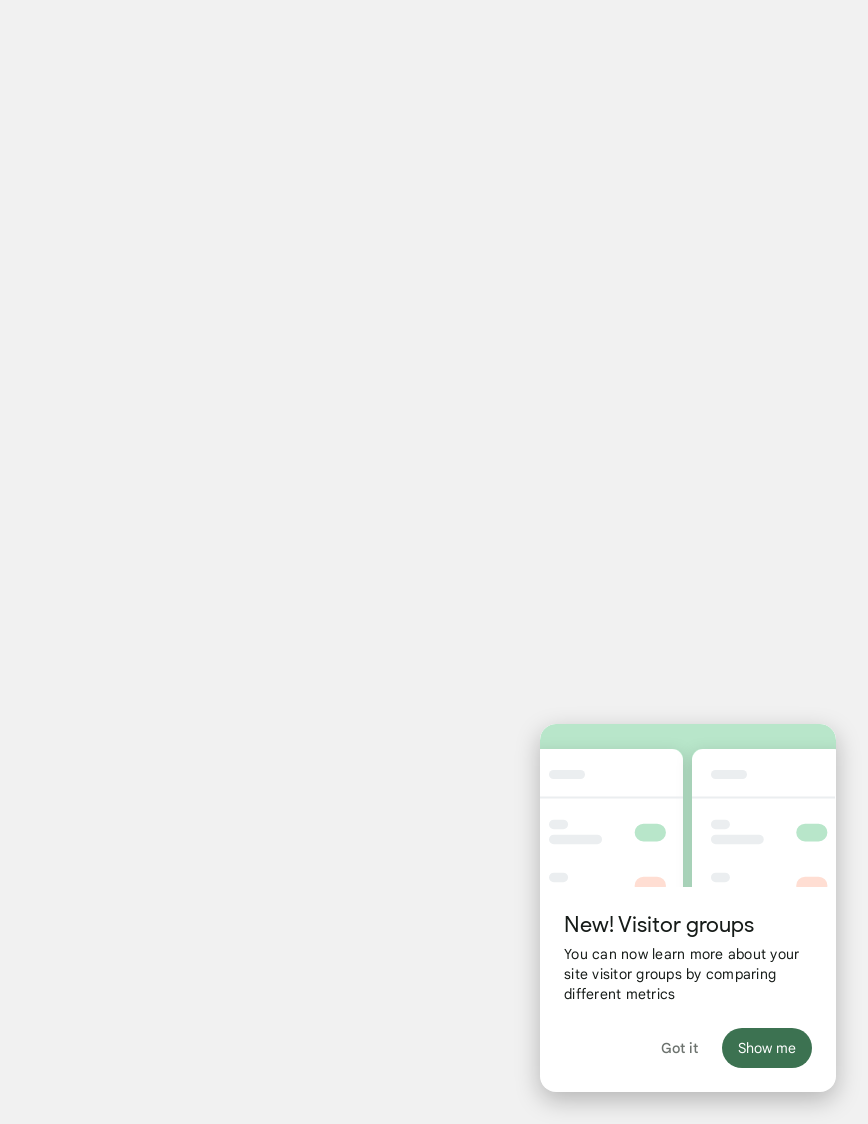 New! Visitor groups
You can now learn more about your
site visitor groups by comparing
different metrics
Got it
Show me